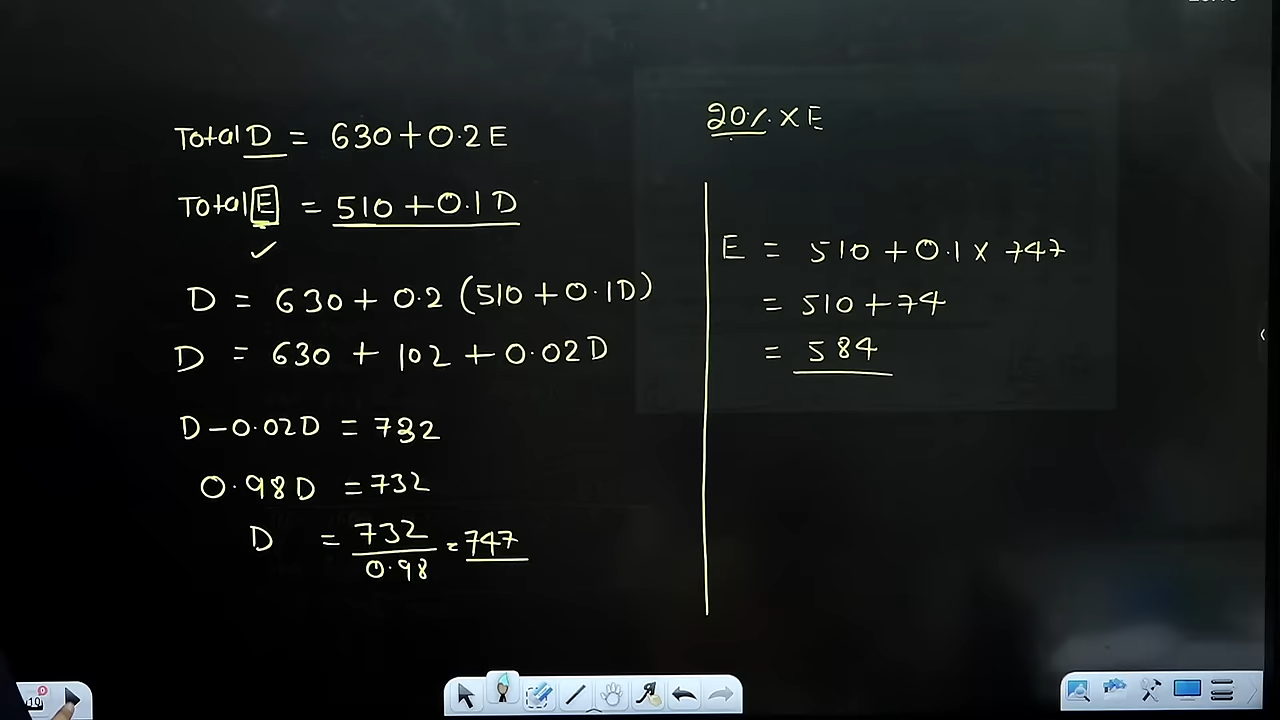 Total D = 630 + 0.2 E
Total E = 510 + 0.1 D
✓
D = 630 + 0.2 (510 + 0.1D)
D = 630 + 102 + 0.02D
D - 0.02D = 732
0.98D = 732
D = 732/0.98 = 747
20% × E
E = 510 + 0.1 × 747
= 510 + 74
= 584